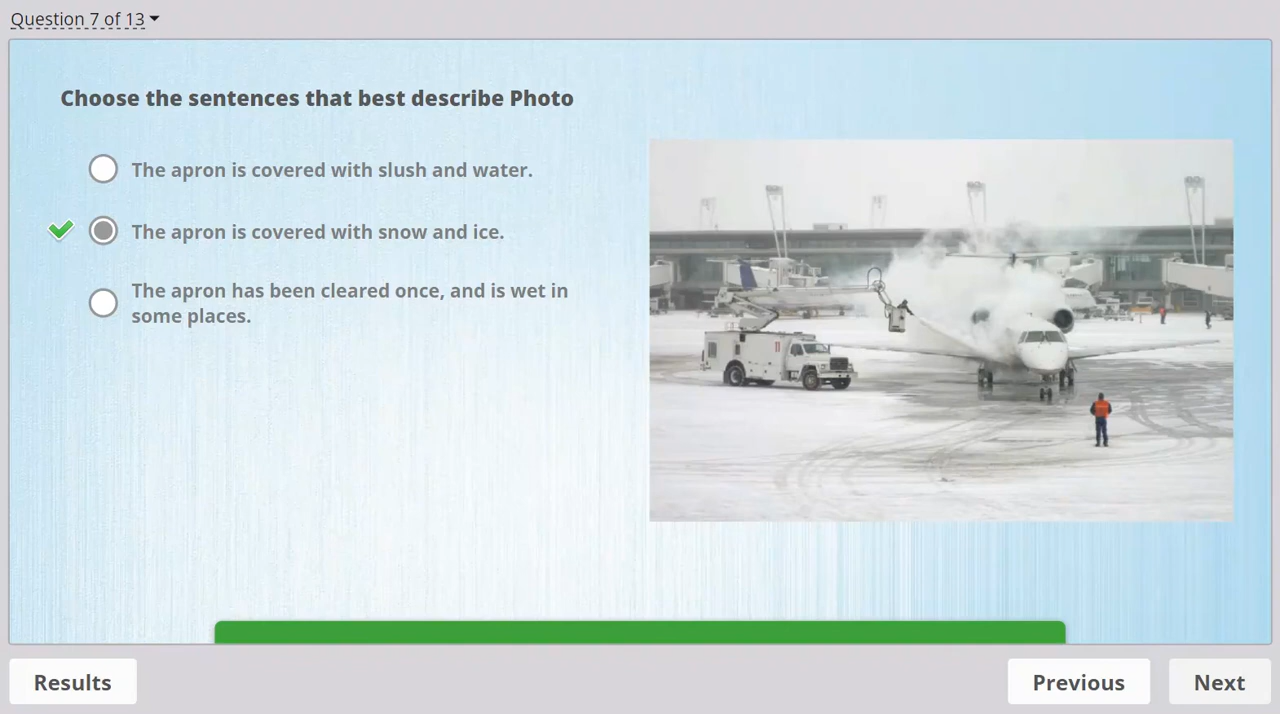 Question 7 of 13
Choose the sentences that best describe Photo
The apron is covered with slush and water.
The apron is covered with snow and ice.
The apron has been cleared once, and is wet in
some places.
Results
Previous
Next